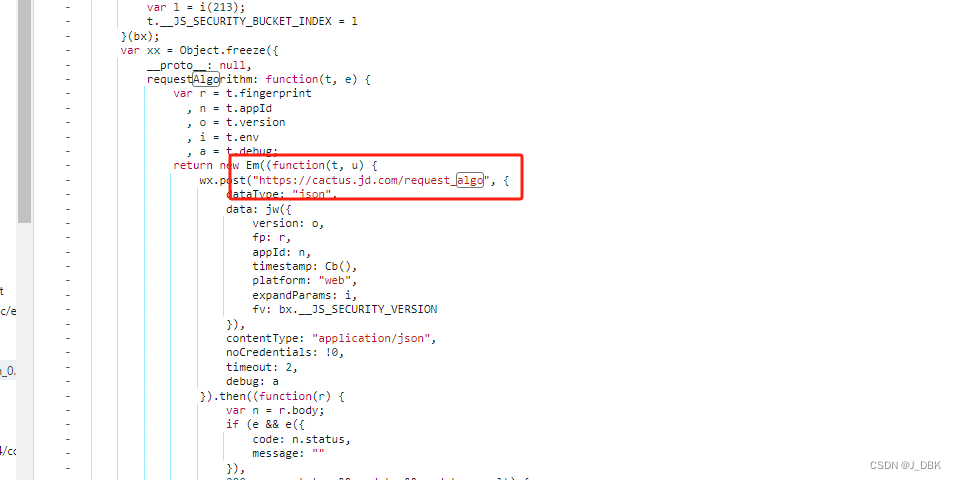 var l = i(213);
t.__JS_SECURITY_BUCKET_INDEX = l
}(bx);
var xx = Object.freeze({
__proto__: null,
requestAlgorithm: function(t, e) {
var r = t.fingerprint
, n = t.appId
, o = t.version
, i = t.env
, a = t.debug;
return new Em((function(t, u) {
wx.post("https://cactus.jd.com/request_algo", {
dataType: "json",
data: jw({
version: o,
fp: r,
appId: n,
timestamp: Cb(),
platform: "web",
expandParams: i,
fv: bx.__JS_SECURITY_VERSION
}),
contentType: "application/json",
noCredentials: !0,
timeout: 2,
debug: a
}).then((function(r) {
var n = r.body;
if (e && e({
code: n.status,
message: ""
}),
t
c/e
_0.
4/cc
CSDN @J_DBK